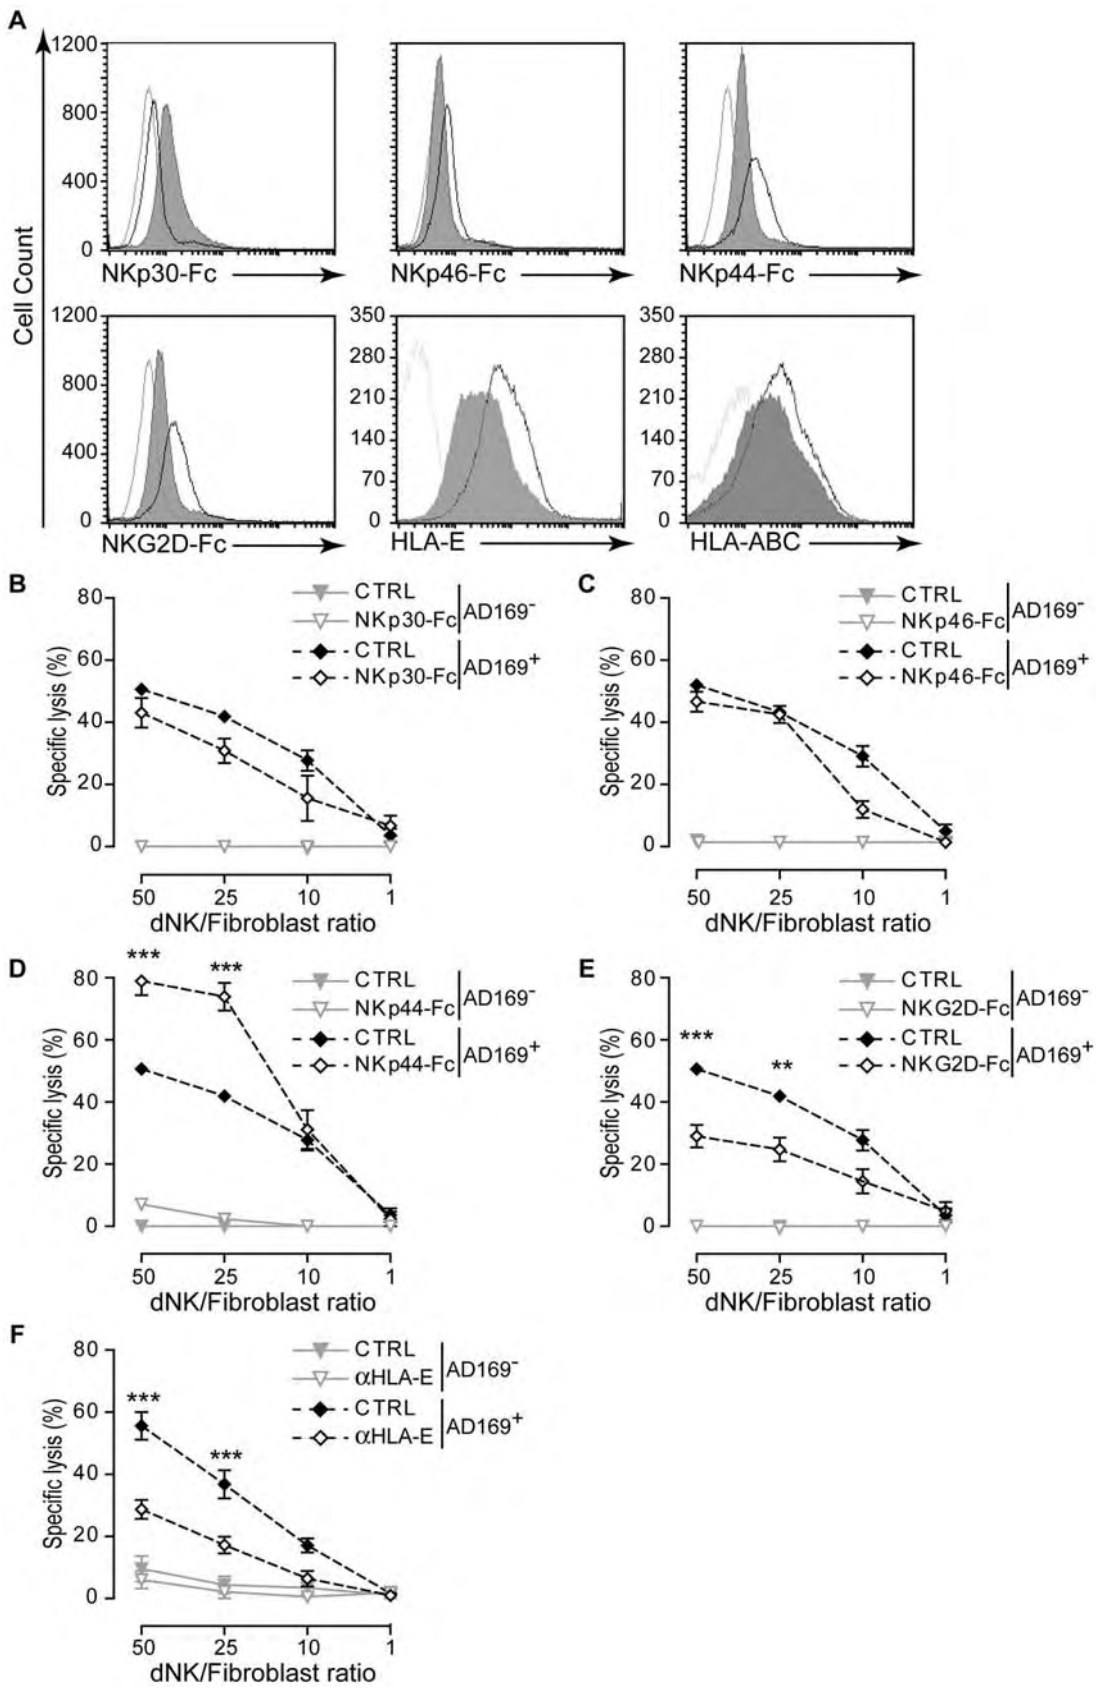 A
Cell Count
1200
800
400
0
NKp30-Fc
NKp46-Fc
NKp44-Fc
1200
800
400
0
NKG2D-Fc
350
280
210
140
70
0
HLA-E
350
280
210
140
70
0
HLA-ABC
B
Specific lysis (%)
80
60
40
20
0
CTRL
NKp30-Fc
AD169-
CTRL
NKp30-Fc
AD169+
50 25 10 1
dNK/Fibroblast ratio
C
Specific lysis (%)
80
60
40
20
0
CTRL
NKp46-Fc
AD169-
CTRL
NKp46-Fc
AD169+
50 25 10 1
dNK/Fibroblast ratio
D
*** ***
Specific lysis (%)
80
60
40
20
0
CTRL
NKp44-Fc
AD169-
CTRL
NKp44-Fc
AD169+
50 25 10 1
dNK/Fibroblast ratio
E
*** **
Specific lysis (%)
80
60
40
20
0
CTRL
NKG2D-Fc
AD169-
CTRL
NKG2D-Fc
AD169+
50 25 10 1
dNK/Fibroblast ratio
F
*** ***
Specific lysis (%)
80
60
40
20
0
CTRL
αHLA-E
AD169-
CTRL
αHLA-E
AD169+
50 25 10 1
dNK/Fibroblast ratio